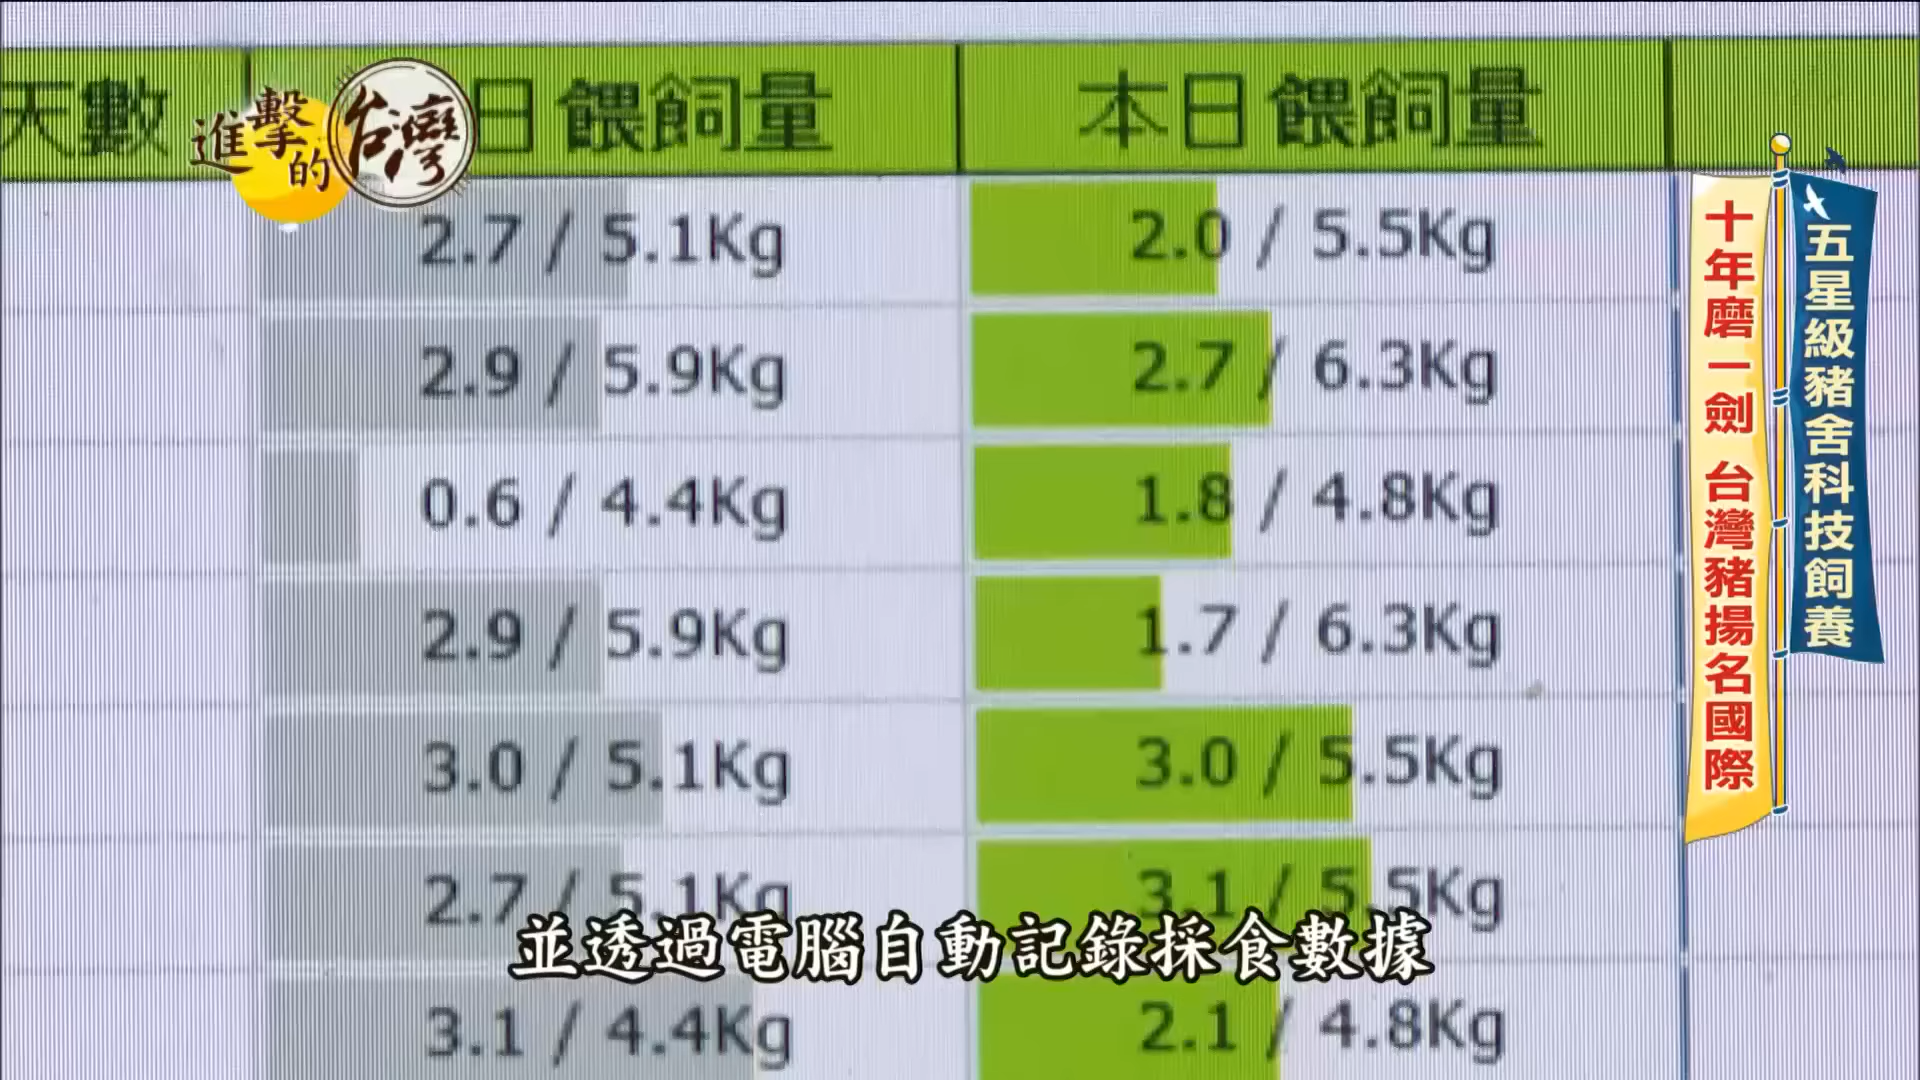 天數
日餵飼量
本日餵飼量
進擊的台灣
2.7 / 5.1Kg
2.0 / 5.5Kg
2.9 / 5.9Kg
2.7 / 6.3Kg
0.6 / 4.4Kg
1.8 / 4.8Kg
2.9 / 5.9Kg
1.7 / 6.3Kg
3.0 / 5.1Kg
3.0 / 5.5Kg
2.7 / 5.1Kg
3.1 / 5.5Kg
3.1 / 4.4Kg
2.1 / 4.8Kg
五星級豬舍科技飼養
十年磨一劍 台灣豬揚名國際
並透過電腦自動記錄採食數據